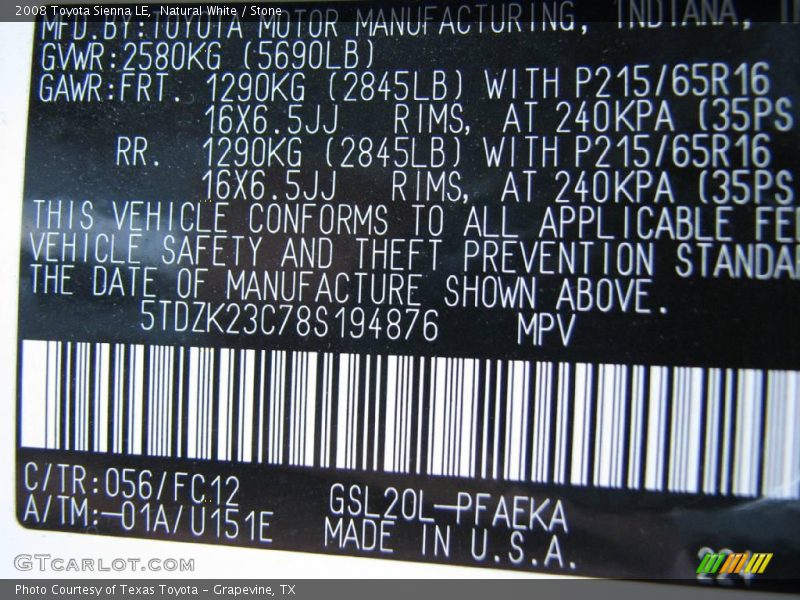 2008 Toyota Sienna LE, Natural White / Stone
MFD.BY:TOYOTA MOTOR MANUFACTURING, INDIANA,
GVWR:2580KG (5690LB)
GAWR:FRT. 1290KG (2845LB) WITH P215/65R16
16X6.5JJ RIMS, AT 240KPA (35PS
RR. 1290KG (2845LB) WITH P215/65R16
16X6.5JJ RIMS, AT 240KPA (35PS
THIS VEHICLE CONFORMS TO ALL APPLICABLE FE
VEHICLE SAFETY AND THEFT PREVENTION STANDA
THE DATE OF MANUFACTURE SHOWN ABOVE.
5TDZK23C78S194876 MPV
C/TR:056/FC12
A/TM:-01A/U151E
GSL20L-PFAEKA
MADE IN U.S.A.
GTCARLOT.COM
Photo Courtesy of Texas Toyota - Grapevine, TX